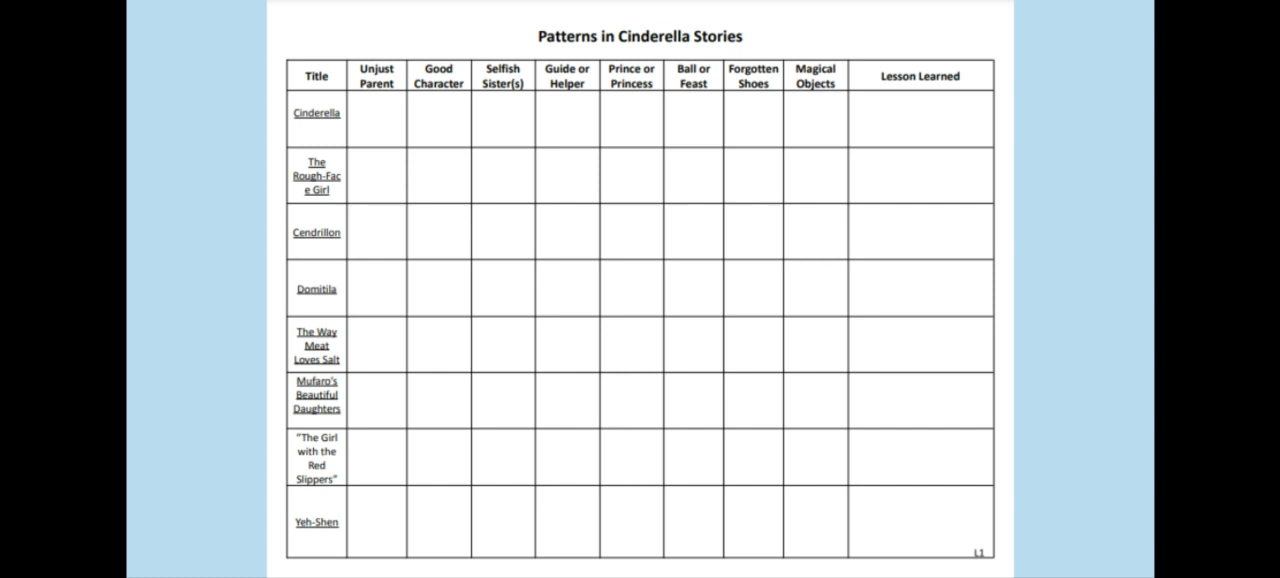 Patterns in Cinderella Stories
Title
Unjust
Parent
Good
Character
Selfish
Sister(s)
Guide or
Helper
Prince or
Princess
Ball or
Feast
Forgotten
Shoes
Magical
Objects
Lesson Learned
Cinderella
The
Rough-Fac
e Girl
Cendrillon
Domitila
The Way
Meat
Loves Salt
Mufaro's
Beautiful
Daughters
"The Girl
with the
Red
Slippers"
Yeh-Shen
L1